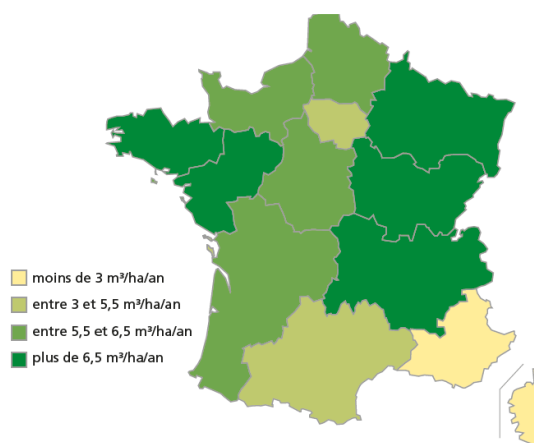 moins de 3 m³/ha/an
entre 3 et 5,5 m³/ha/an
entre 5,5 et 6,5 m³/ha/an
plus de 6,5 m³/ha/an